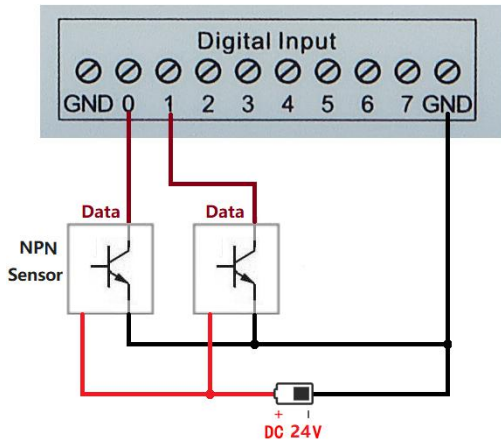 Digital Input
GND 0 1 2 3 4 5 6 7 GND
Data Data
NPN
Sensor
+ -
DC 24V